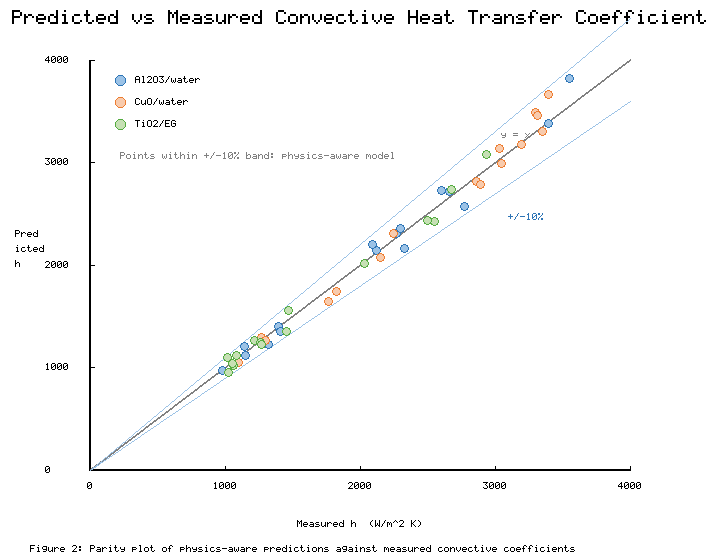 Predicted vs Measured Convective Heat Transfer Coefficient
4000
Al2O3/water
CuO/water
TiO2/EG
y = x
Points within +/-10% band: physics-aware model
3000
+/-10%
Pred
icted
h
2000
1000
0
0 1000 2000 3000 4000
Measured h (W/m^2 K)
Figure 2: Parity plot of physics-aware predictions against measured convective coefficients